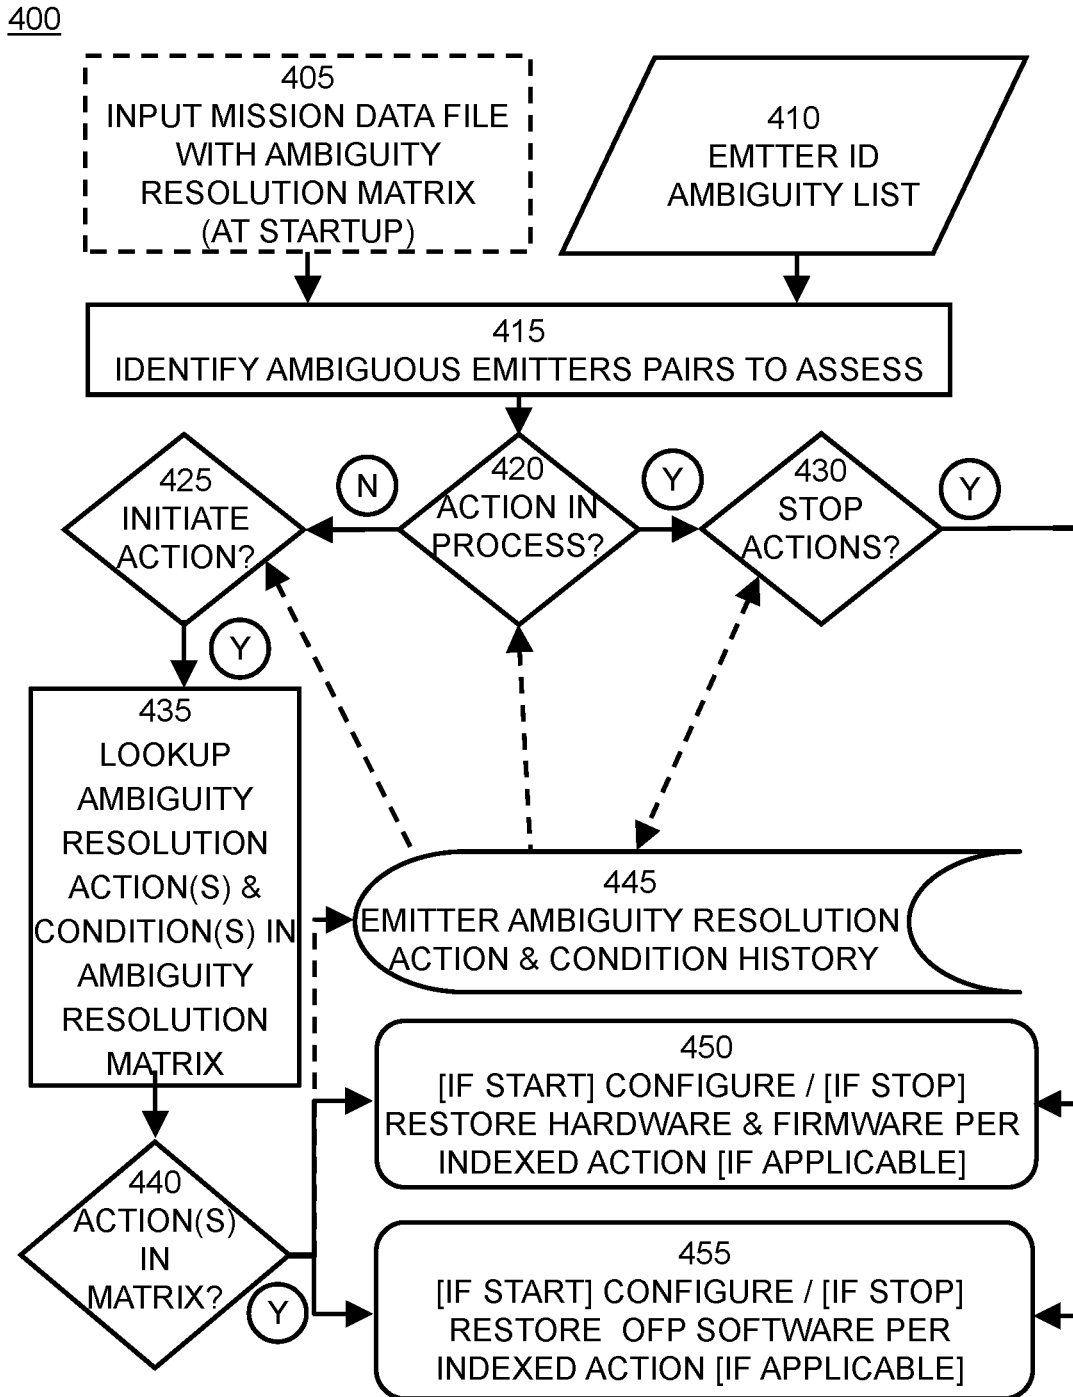 400
405
INPUT MISSION DATA FILE
WITH AMBIGUITY
RESOLUTION MATRIX
(AT STARTUP)
410
EMTTER ID
AMBIGUITY LIST
415
IDENTIFY AMBIGUOUS EMITTERS PAIRS TO ASSESS
425
INITIATE
ACTION?
N
420
ACTION IN
PROCESS?
Y
430
STOP
ACTIONS?
Y
Y
435
LOOKUP
AMBIGUITY
RESOLUTION
ACTION(S) &
CONDITION(S) IN
AMBIGUITY
RESOLUTION
MATRIX
445
EMITTER AMBIGUITY RESOLUTION
ACTION & CONDITION HISTORY
440
ACTION(S)
IN
MATRIX?
Y
450
[IF START] CONFIGURE / [IF STOP]
RESTORE HARDWARE & FIRMWARE PER
INDEXED ACTION [IF APPLICABLE]
455
[IF START] CONFIGURE / [IF STOP]
RESTORE OFP SOFTWARE PER
INDEXED ACTION [IF APPLICABLE]